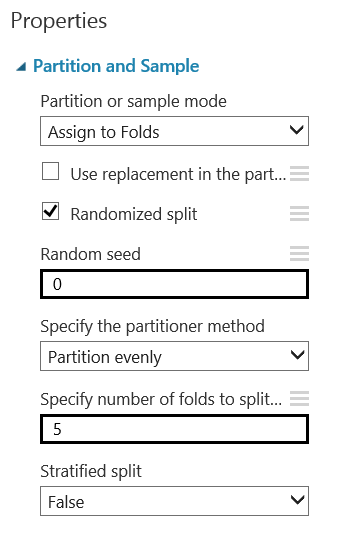 Properties
Partition and Sample
Partition or sample mode
Assign to Folds
Use replacement in the part...
Randomized split
Random seed
0
Specify the partitioner method
Partition evenly
Specify number of folds to split...
5
Stratified split
False